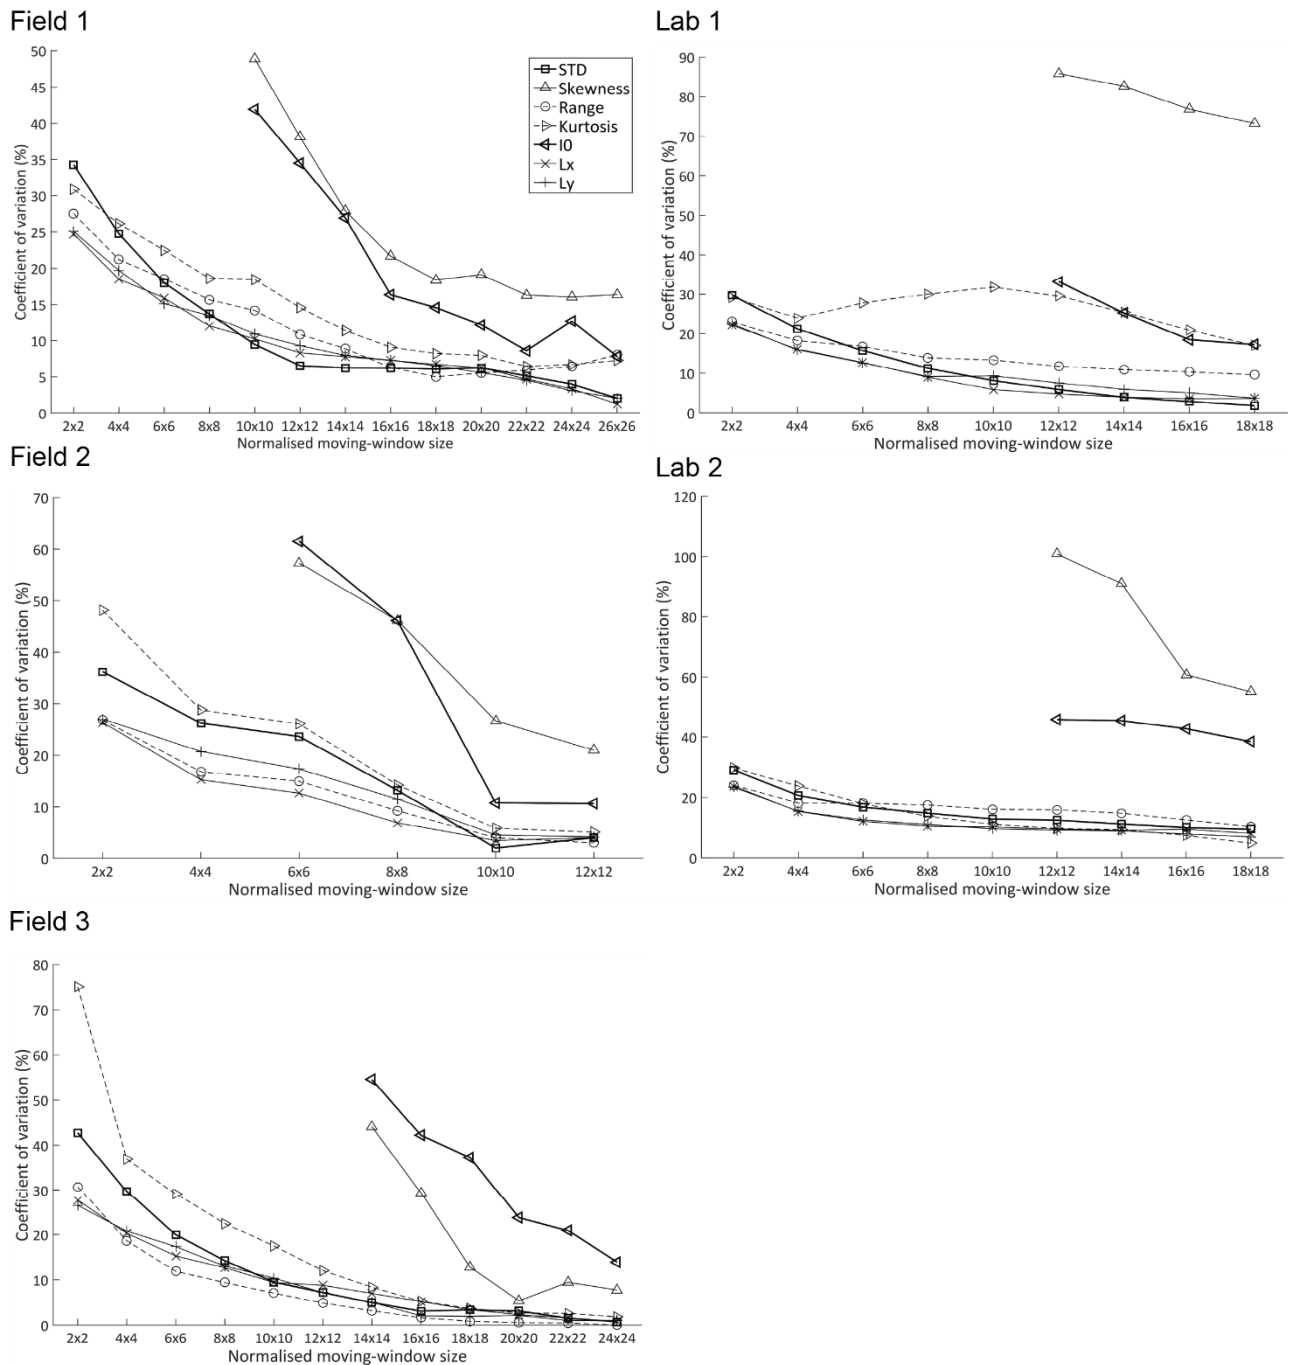 Field 1
Coefficient of variation (%)
50
45
40
35
30
25
20
15
10
5
0
STD
Skewness
Range
Kurtosis
I0
Lx
Ly
2x2 4x4 6x6 8x8 10x10 12x12 14x14 16x16 18x18 20x20 22x22 24x24 26x26
Normalised moving-window size
Lab 1
Coefficient of variation (%)
90
80
70
60
50
40
30
20
10
0
2x2 4x4 6x6 8x8 10x10 12x12 14x14 16x16 18x18
Normalised moving-window size
Field 2
Coefficient of variation (%)
70
60
50
40
30
20
10
0
2x2 4x4 6x6 8x8 10x10 12x12
Normalised moving-window size
Lab 2
Coefficient of variation (%)
120
100
80
60
40
20
0
2x2 4x4 6x6 8x8 10x10 12x12 14x14 16x16 18x18
Normalised moving-window size
Field 3
Coefficient of variation (%)
80
70
60
50
40
30
20
10
0
2x2 4x4 6x6 8x8 10x10 12x12 14x14 16x16 18x18 20x20 22x22 24x24
Normalised moving-window size